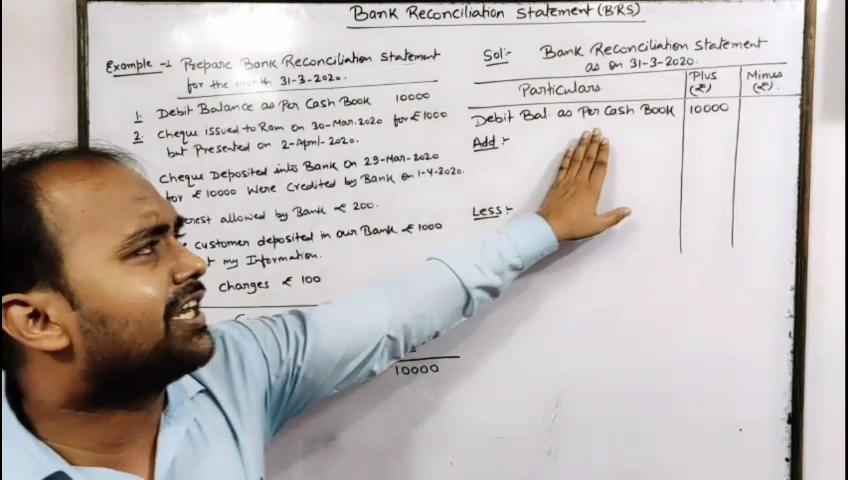 Bank Reconciliation Statement (BRS)
Example -1 Prepare Bank Reconciliation Statement
for the month 31-3-2020.
1. Debit Balance as Per Cash Book 10000
2. Cheque issued to Ram on 30-Mar.2020 for ₹ 1000
but Presented on 2-April-2020.
Cheque Deposited into Bank on 29-Mar-2020
for ₹ 10000 Were Credited by Bank on 1-4-2020.
erest allowed by Bank ₹ 200.
customer deposited in our Bank ₹ 1000
my Information.
charges ₹ 100
10000
Sol:- Bank Reconciliation Statement
as on 31-3-2020.
Particulars. Plus (₹) Minus (₹).
Debit Bal. as Per Cash Book 10000
Add :-
Less :-